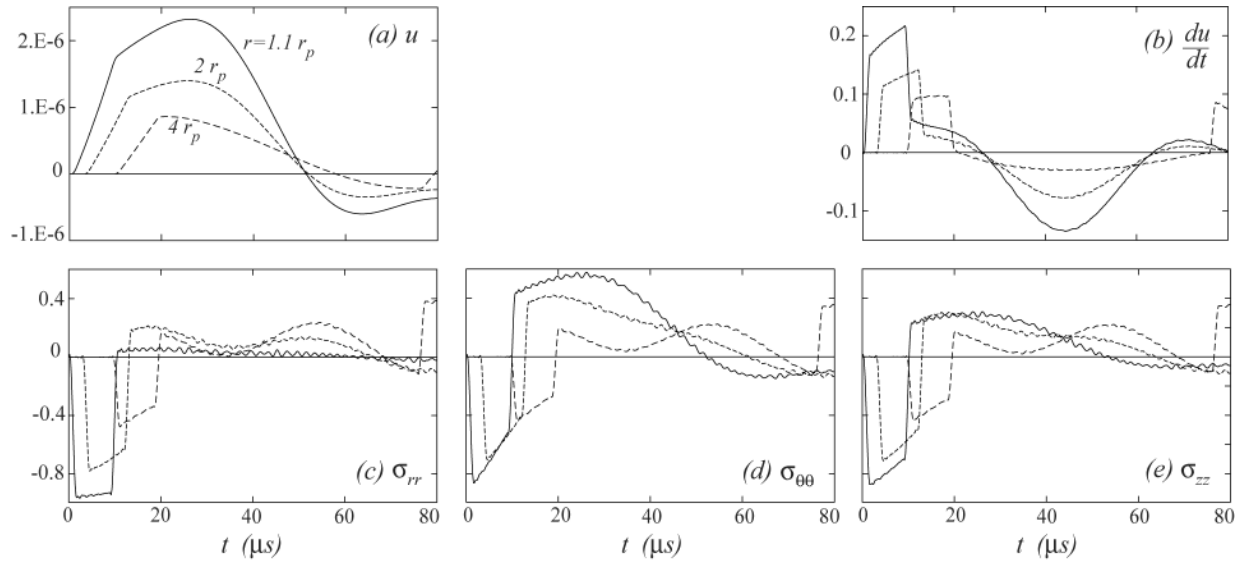 2.E-6
1.E-6
0
-1.E-6
(a) u
r=1.1 r_p
2 r_p
4 r_p
0.2
0.1
0
-0.1
(b) du/dt
0.4
0
-0.4
-0.8
(c) σ_rr
(d) σ_θθ
(e) σ_zz
0 20 40 60 80
0 20 40 60 80
0 20 40 60 80
t (μs)
t (μs)
t (μs)